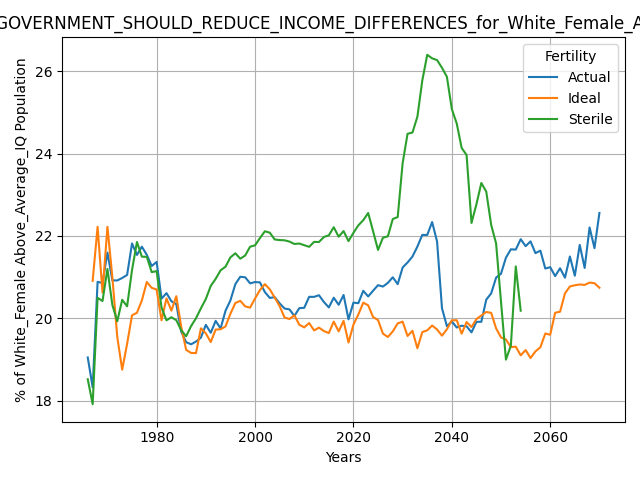 GOVERNMENT_SHOULD_REDUCE_INCOME_DIFFERENCES_for_White_Female_A
% of White_Female Above_Average_IQ Population
26
24
22
20
18
1980
2000
2020
2040
2060
Years
Fertility
Actual
Ideal
Sterile